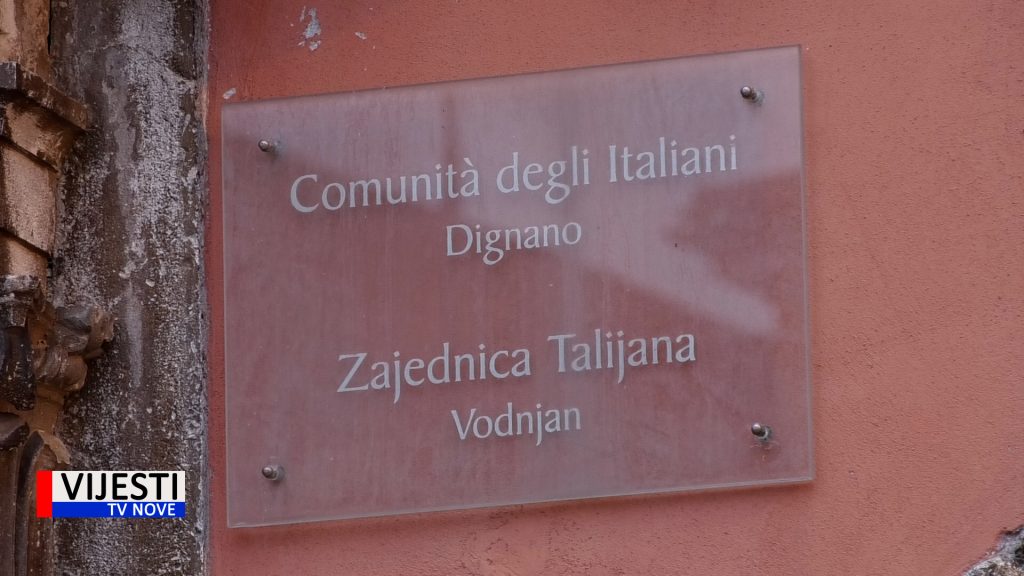 Comunità degli Italiani
Dignano
Zajednica Talijana
Vodnjan
VIJESTI
TV NOVE